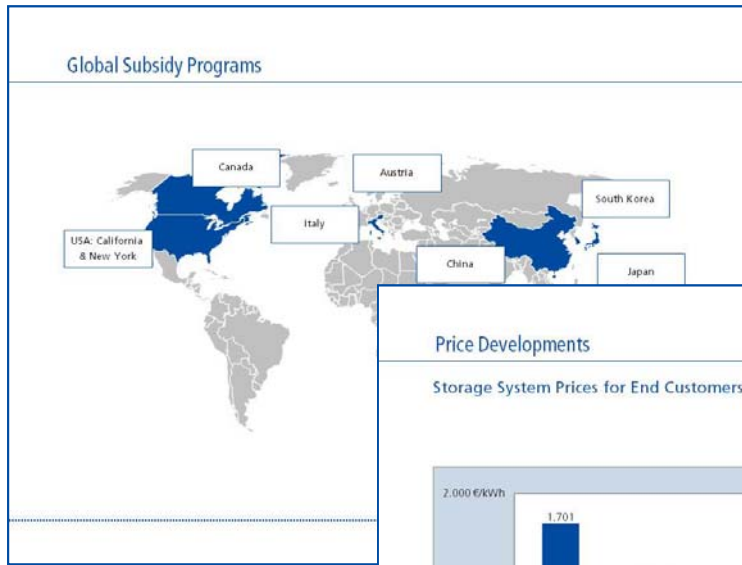 Global Subsidy Programs
Canada
Austria
South Korea
Italy
USA: California
& New York
China
Japan
Price Developments
Storage System Prices for End Customers
2.000 €/kWh
1.701